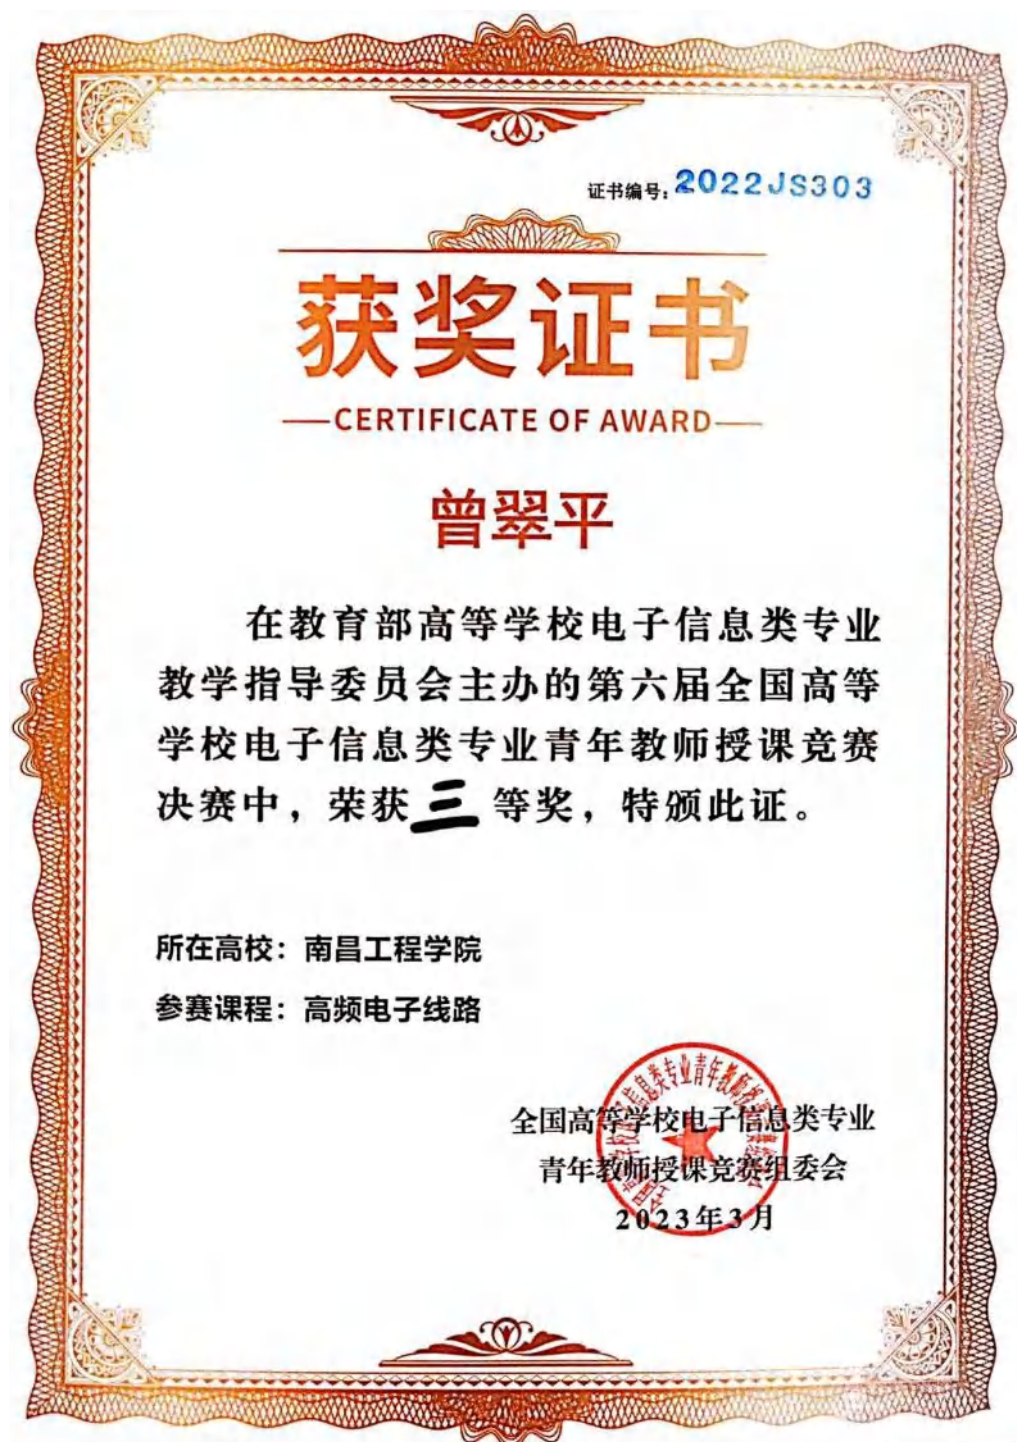 证书编号：2022JS303
获奖证书
CERTIFICATE OF AWARD
曾翠平
在教育部高等学校电子信息类专业
教学指导委员会主办的第六届全国高等
学校电子信息类专业青年教师授课竞赛
决赛中，荣获三等奖，特颁此证。
所在高校：南昌工程学院
参赛课程：高频电子线路
全国高等学校电子信息类专业
青年教师授课竞赛组委会
2023年3月